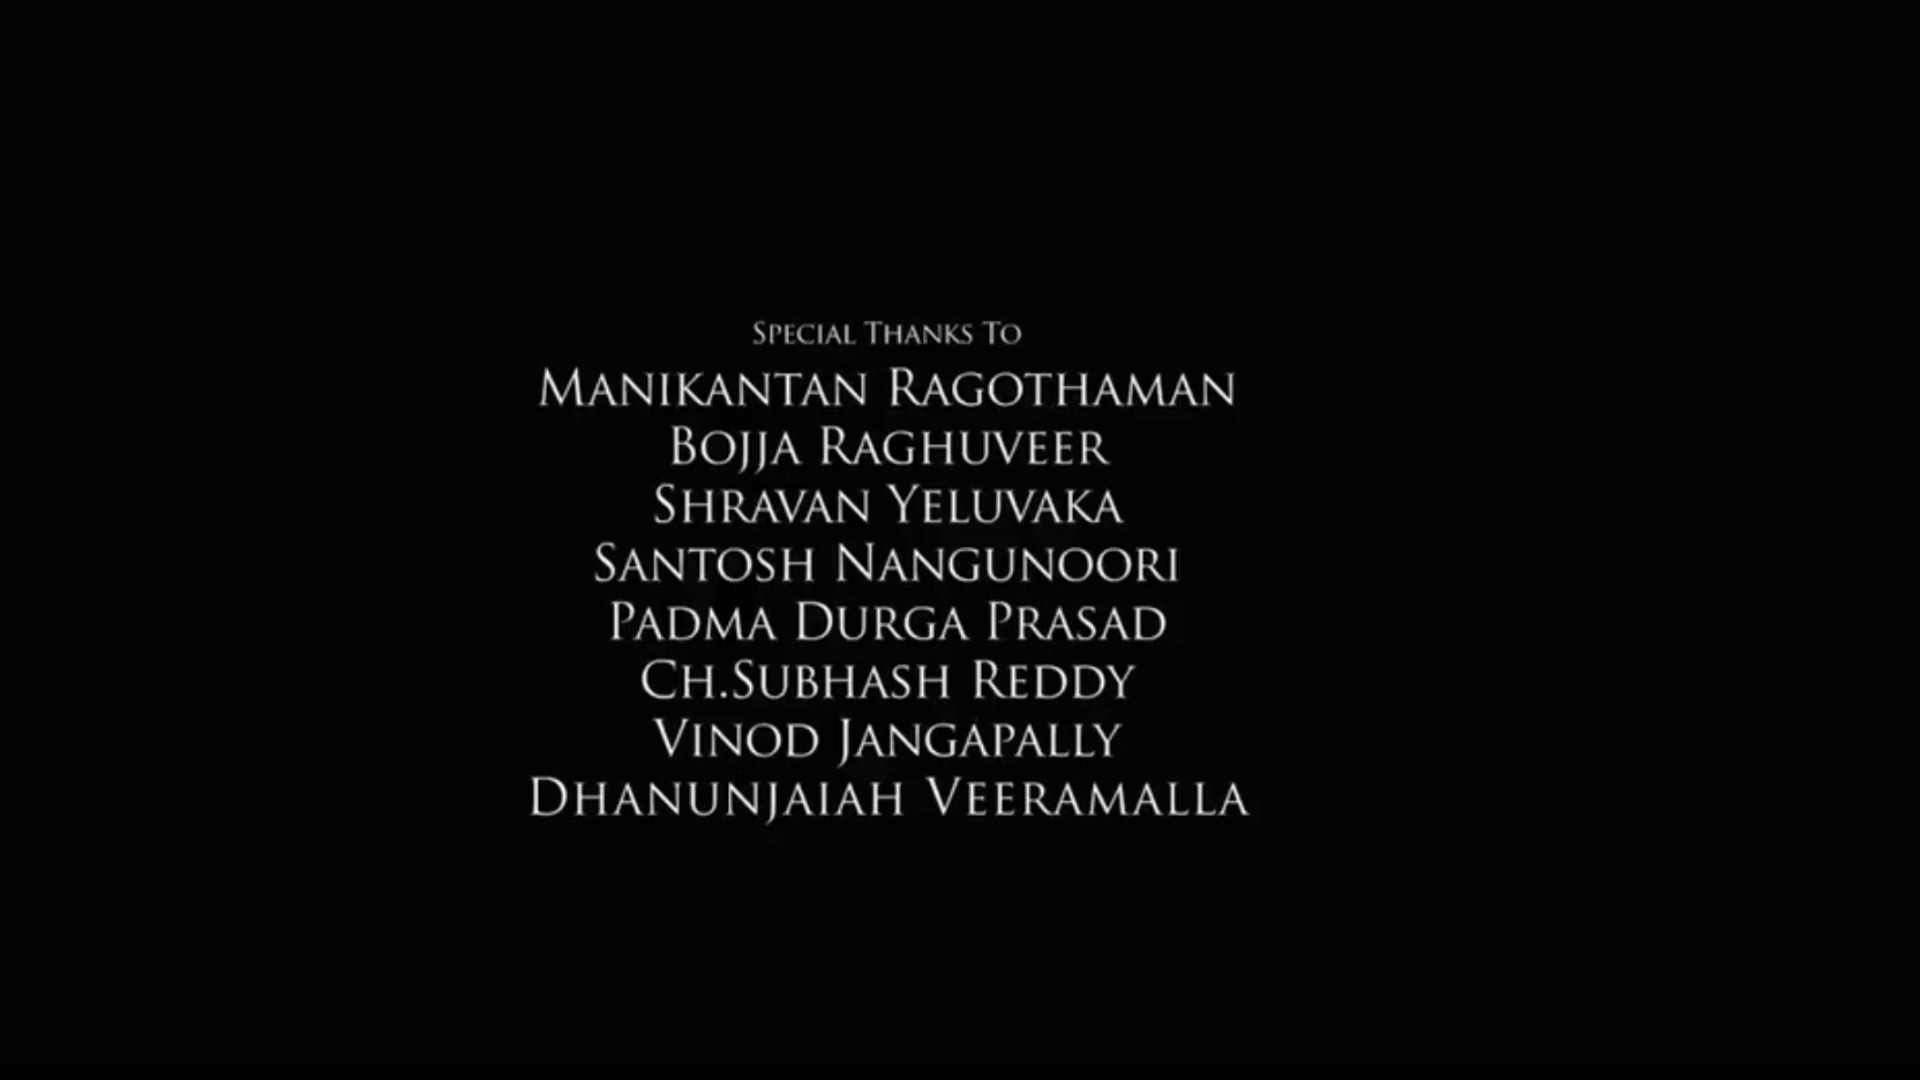 Special Thanks To
Manikantan Ragothaman
Bojja Raghuveer
Shravan Yeluvaka
Santosh Nangunoori
Padma Durga Prasad
Ch.Subhash Reddy
Vinod Jangapally
Dhanunjaiah Veeramalla